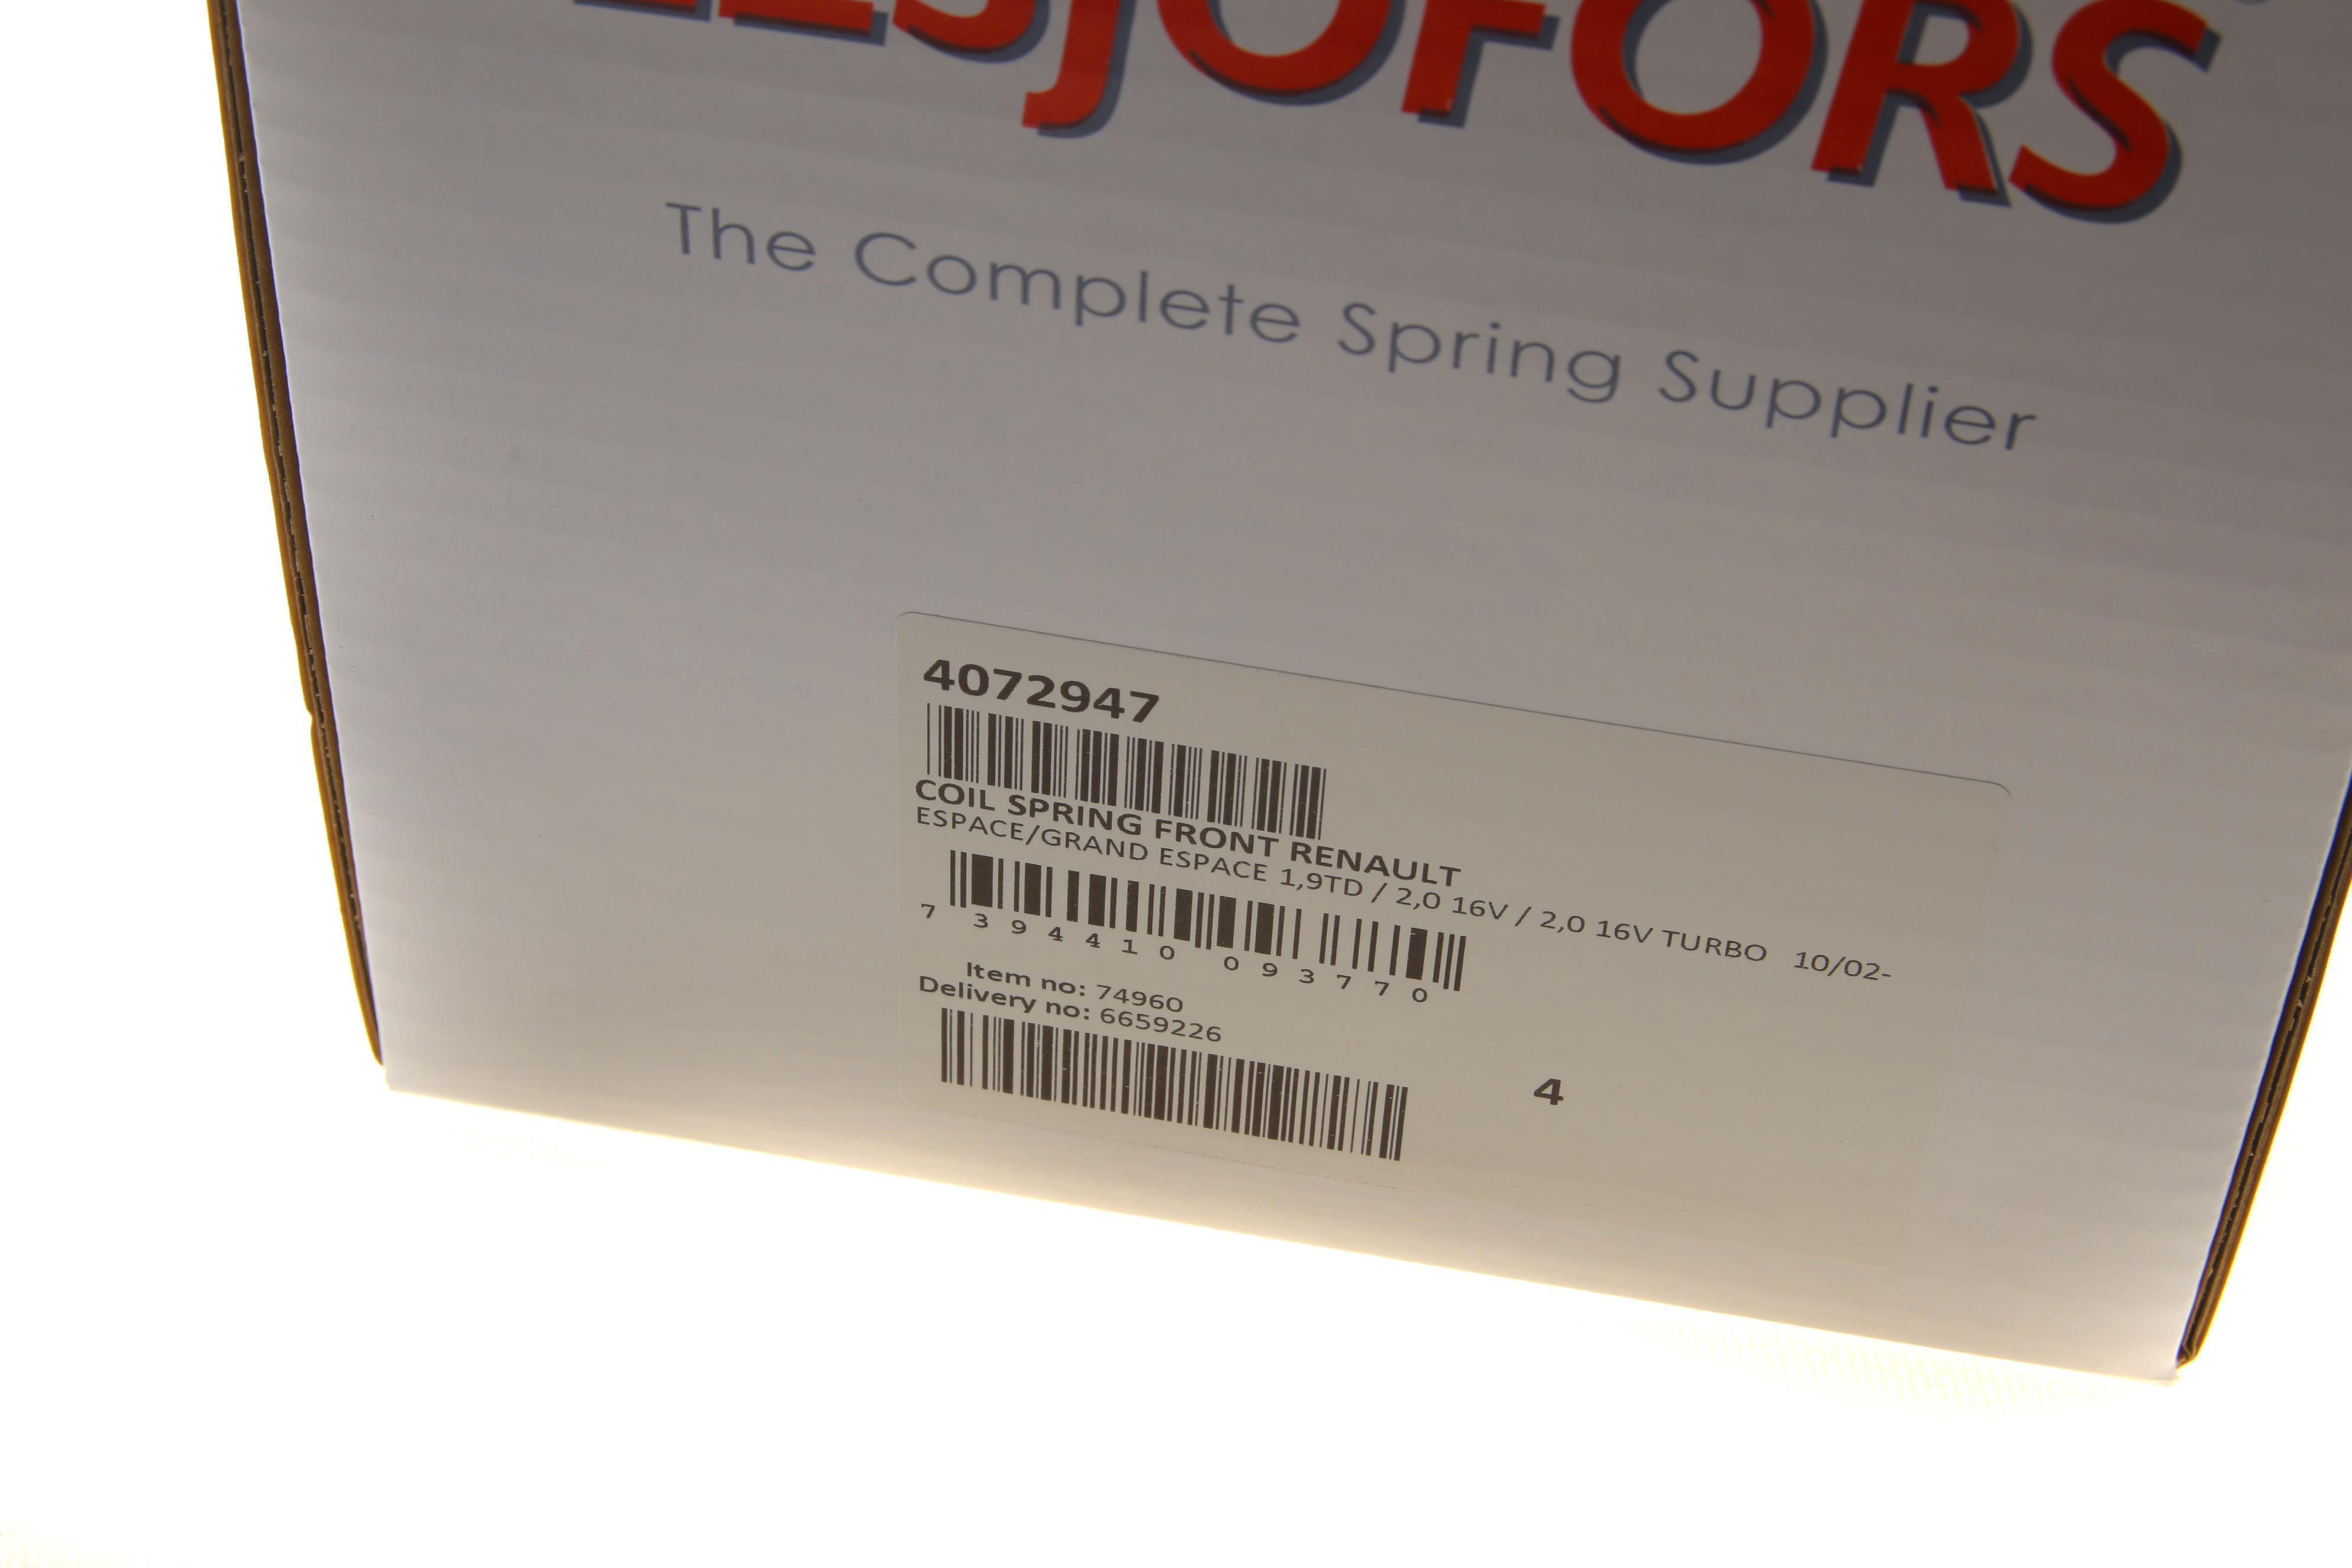 LESJÖFORS
The Complete Spring Supplier
4072947
COIL SPRING FRONT RENAULT
ESPACE/GRAND ESPACE 1,9TD / 2,0 16V / 2,0 16V TURBO 10/02-
7 394410 093770
Item no: 74960
Delivery no: 6659226
4